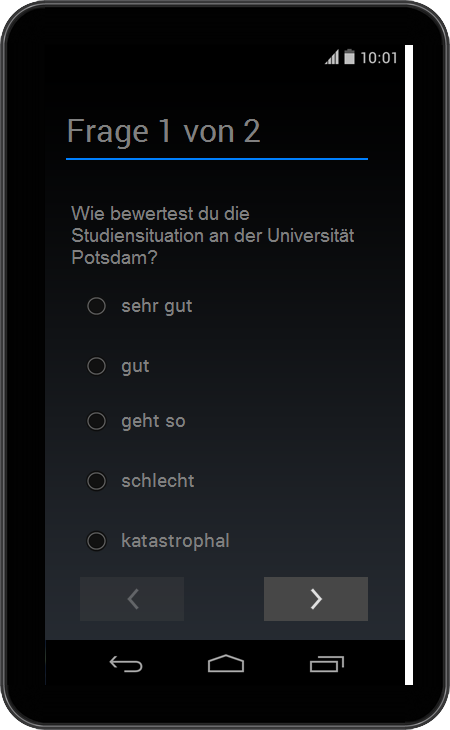 10:01
Frage 1 von 2
Wie bewertest du die
Studiensituation an der Universität
Potsdam?
sehr gut
gut
geht so
schlecht
katastrophal